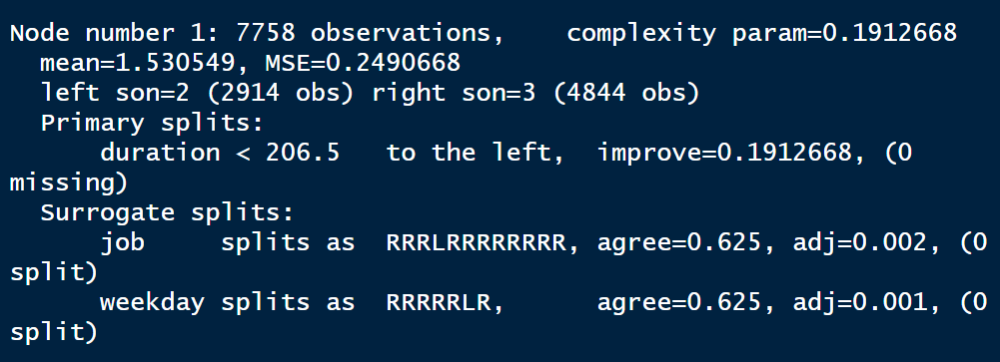 Node number 1: 7758 observations,    complexity param=0.1912668
  mean=1.530549, MSE=0.2490668
  left son=2 (2914 obs) right son=3 (4844 obs)
  Primary splits:
      duration < 206.5   to the left,  improve=0.1912668, (0
missing)
  Surrogate splits:
      job     splits as  RRRLRRRRRRRR, agree=0.625, adj=0.002, (0
split)
      weekday splits as  RRRRRLR,      agree=0.625, adj=0.001, (0
split)